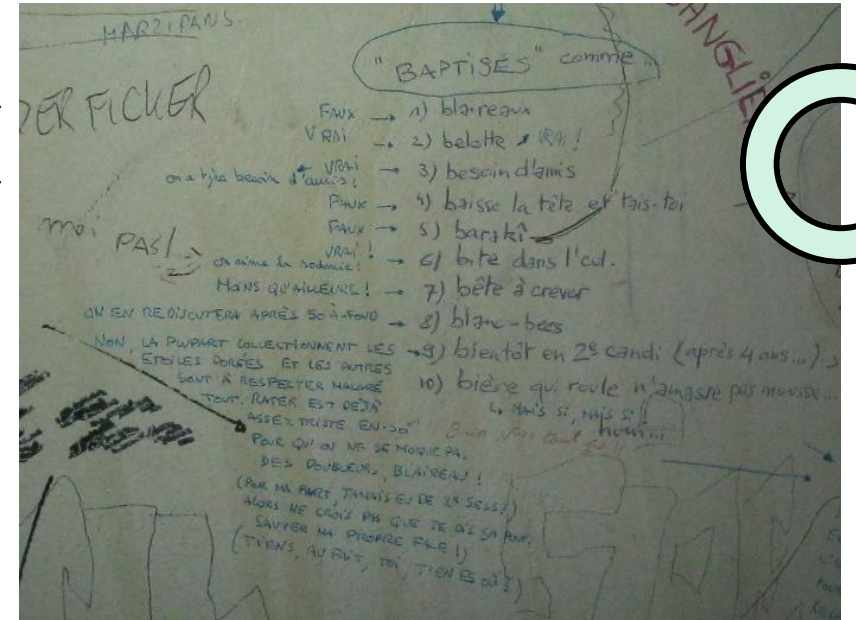 MARZIPANS.
SANGLIE
DER FICKER
"BAPTISÉS" comme...
FAUX → 1) blaireaux
VRAI → 2) belotte VRAI !
VRAI → 3) besoin d'amis
on a tjrs besoin d'amis !
FAUX → 4) baisse la tête et tais-toi
FAUX → 5) barakî
moi PAS !
VRAI ! → 6) bite dans l'cul.
on aime la sodomie !
MOINS QU'AILLEURS ! → 7) bête à crever
ON EN REDISCUTERA APRÈS 50 À-FOND → 8) blanc-becs
NON, LA PLUPART COLLECTIONNENT LES → 9) bientôt en 2e candi (après 4 ans...)
ÉTOILES DORÉES ET LES AUTRES
SONT À RESPECTER MALGRÉ
TOUT. RATER EST DÉJÀ
ASSEZ TRISTE EN-SOI
POUR QU'ON NE SE MOQUE PAS
DES DOUBLEURS, BLAIREAU !
(POUR MA PART, JAMAIS EU DE 2e SESS !)
ALORS NE CROIS PAS QUE JE DIS ÇA POUR
SAUVER MA PROPRE FACE !)
(TIENS, AU FAIT, TOI, T'EN ES OÙ ?)
10) bière qui roule n'amasse pas mousse...
↳ MAIS SI, MAIS SI !
hum...